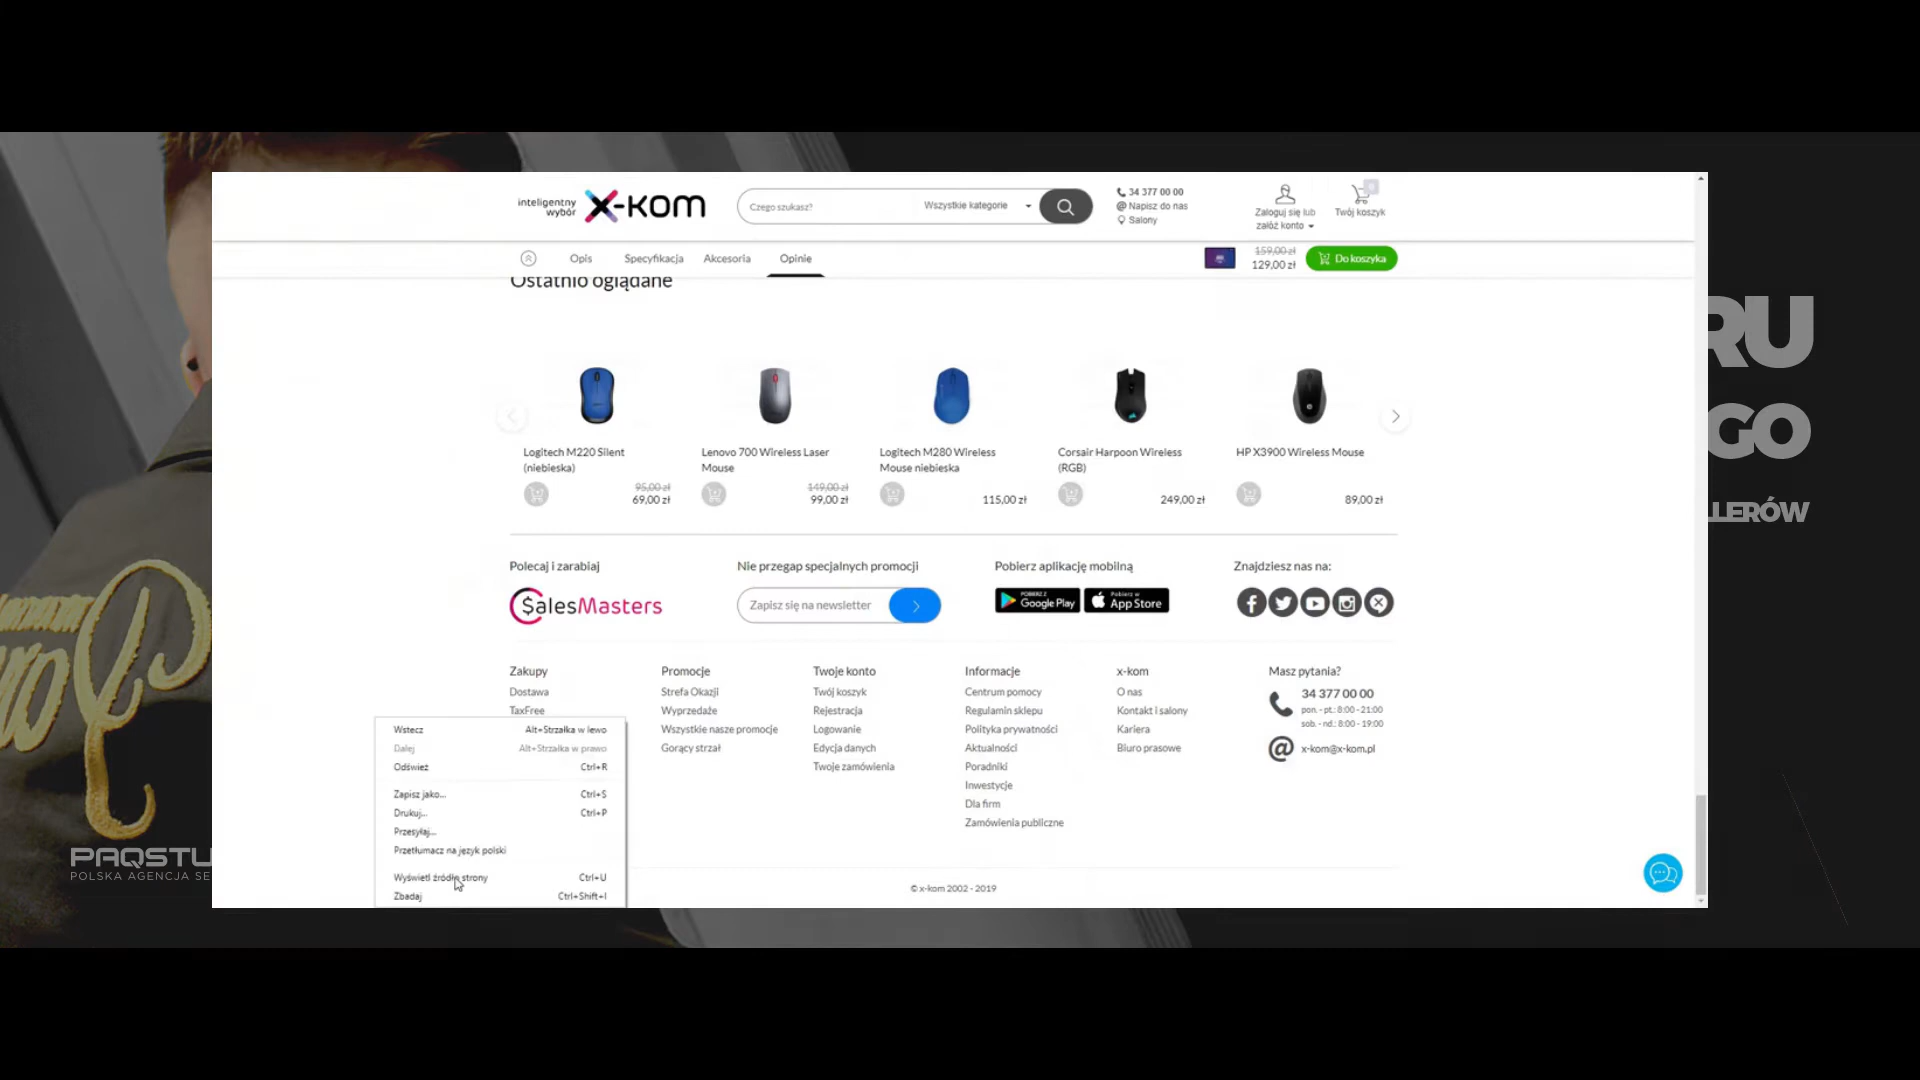 inteligentny
wybór
x-kom
Czego szukasz?
Wszystkie kategorie
34 377 00 00
@ Napisz do nas
Salony
Zaloguj się lub
załóż konto
0
Twój koszyk
Opis
Specyfikacja
Akcesoria
Opinie
159,00 zł
129,00 zł
Do koszyka
Ostatnio oglądane
Logitech M220 Silent
(niebieska)
95,00 zł
69,00 zł
Lenovo 700 Wireless Laser
Mouse
149,00 zł
99,00 zł
Logitech M280 Wireless
Mouse niebieska
115,00 zł
Corsair Harpoon Wireless
(RGB)
249,00 zł
HP X3900 Wireless Mouse
89,00 zł
Polecaj i zarabiaj
SalesMasters
Nie przegap specjalnych promocji
Zapisz się na newsletter
Pobierz aplikację mobilną
POBIERZ Z
Google Play
Pobierz w
App Store
Znajdziesz nas na:
Zakupy
Dostawa
TaxFree
Promocje
Strefa Okazji
Wyprzedaże
Wszystkie nasze promocje
Gorący strzał
Twoje konto
Twój koszyk
Rejestracja
Logowanie
Edycja danych
Twoje zamówienia
Informacje
Centrum pomocy
Regulamin sklepu
Polityka prywatności
Aktualności
Poradniki
Inwestycje
Dla firm
Zamówienia publiczne
x-kom
O nas
Kontakt i salony
Kariera
Biuro prasowe
Masz pytania?
34 377 00 00
pon. - pt.: 8:00 - 21:00
sob. - nd.: 8:00 - 19:00
x-kom@x-kom.pl
Wstecz Alt+Strzałka w lewo
Dalej Alt+Strzałka w prawo
Odśwież Ctrl+R
Zapisz jako... Ctrl+S
Drukuj... Ctrl+P
Przesyłaj...
Przetłumacz na język polski
Wyświetl źródło strony Ctrl+U
Zbadaj Ctrl+Shift+I
© x-kom 2002 - 2019
RU
GO
LLERÓW
PAQSTU
POLSKA AGENCJA SE